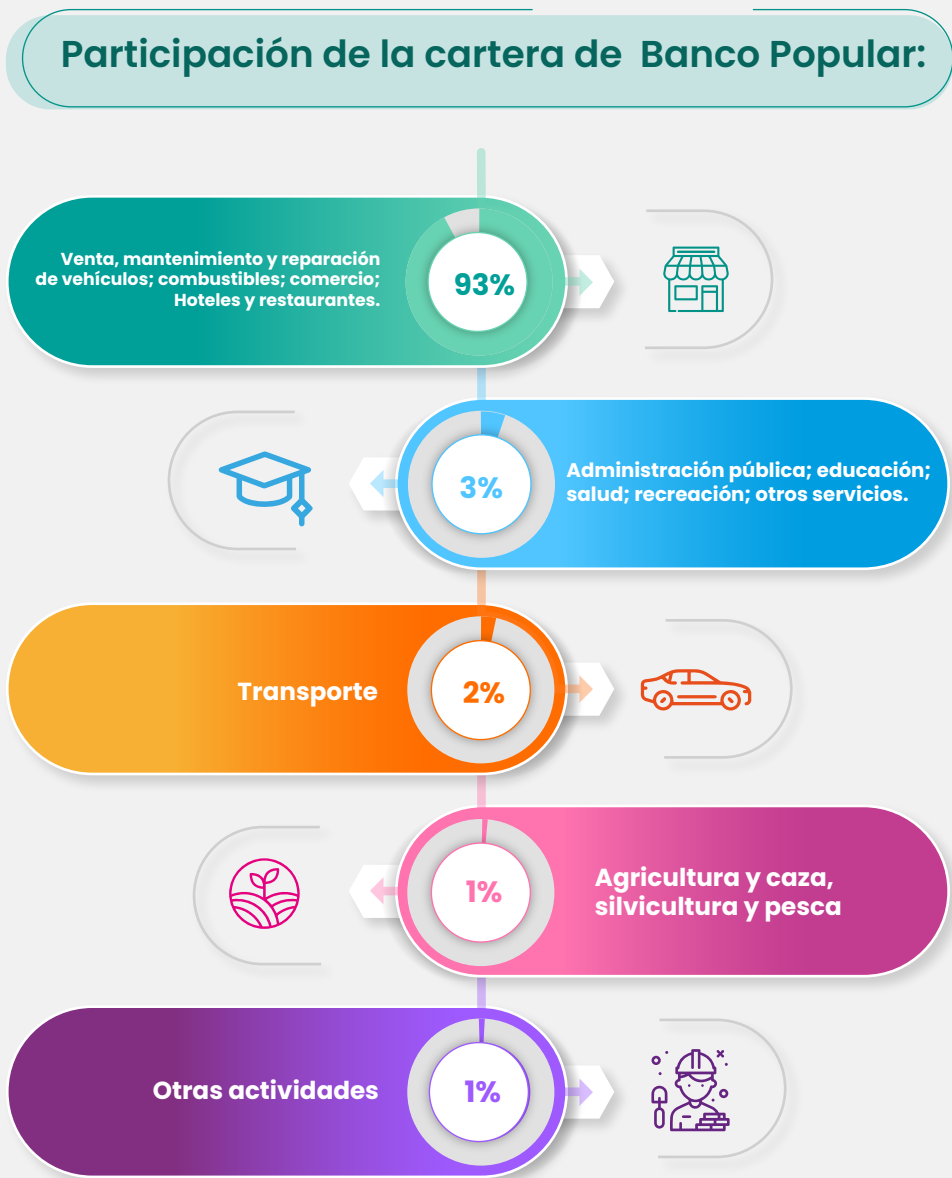 Participación de la cartera de Banco Popular:
Venta, mantenimiento y reparación
de vehículos; combustibles; comercio;
Hoteles y restaurantes.
93%
3%
Administración pública; educación;
salud; recreación; otros servicios.
Transporte
2%
1%
Agricultura y caza,
silvicultura y pesca
Otras actividades
1%